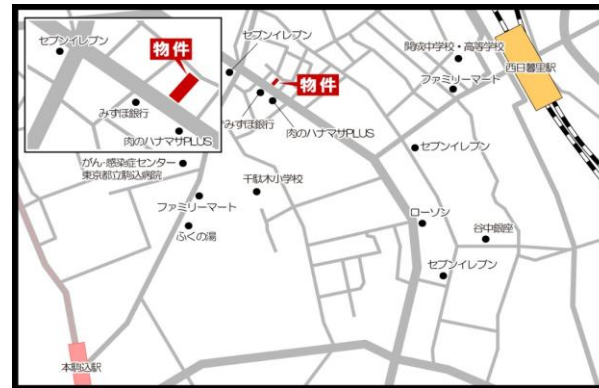 セブンイレブン
物件
みずほ銀行
肉のハナマサPLUS
セブンイレブン
物件
みずほ銀行
肉のハナマサPLUS
開成中学校・高等学校
ファミリーマート
西日暮里駅
がん・感染症センター
東京都立駒込病院
千駄木小学校
セブンイレブン
ファミリーマート
ふくの湯
ローソン
谷中銀座
セブンイレブン
本駒込駅